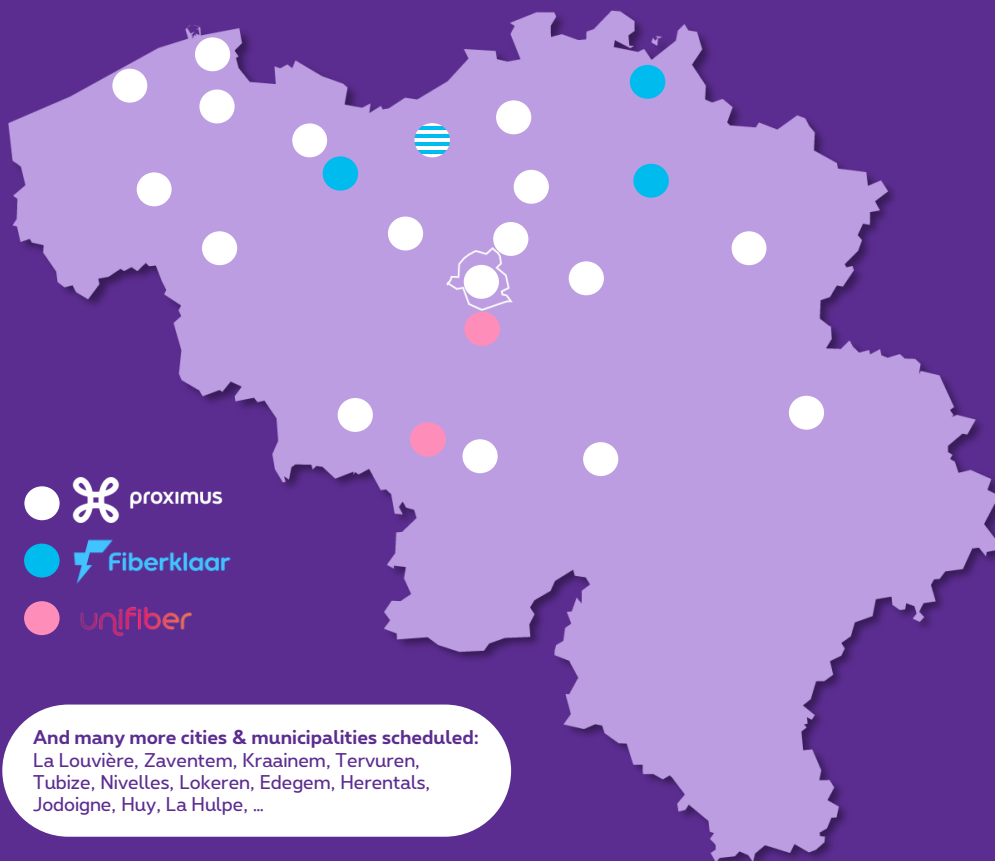 proximus
Fiberklaar
unifiber
And many more cities & municipalities scheduled:
La Louvière, Zaventem, Kraainem, Tervuren,
Tubize, Nivelles, Lokeren, Edegem, Herentals,
Jodoigne, Huy, La Hulpe, ...